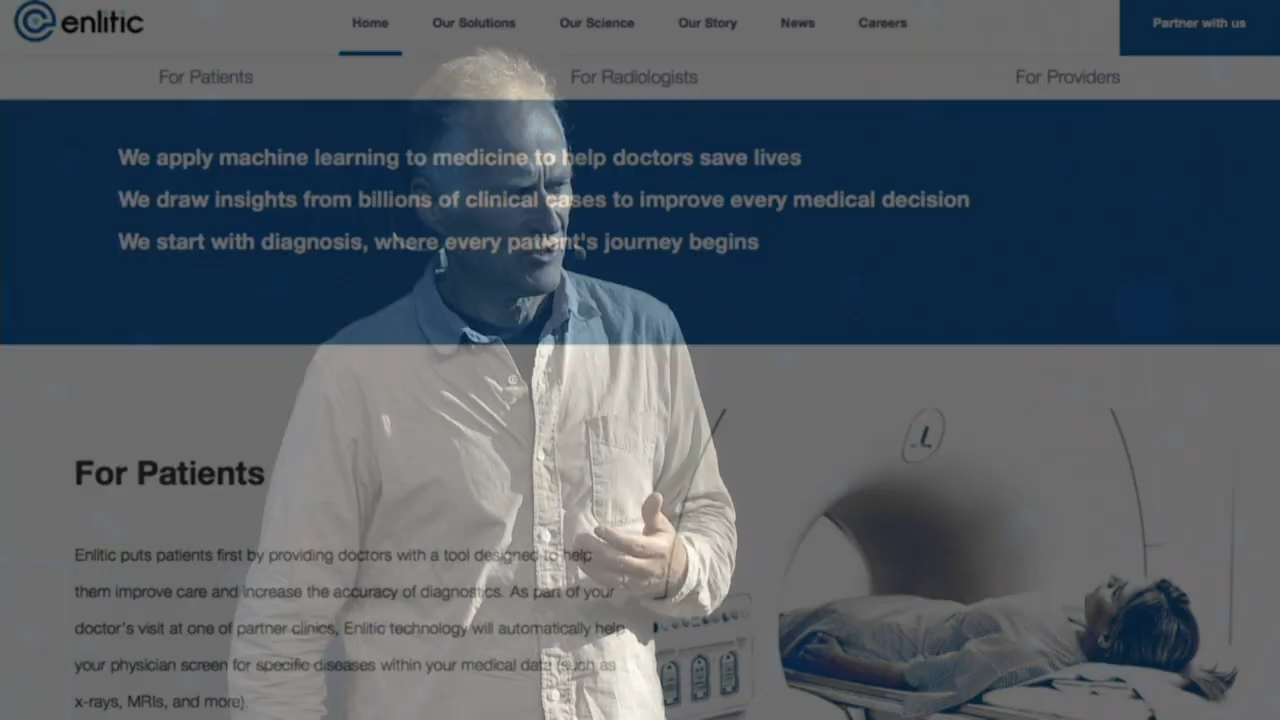 enlitic
Home Our Solutions Our Science Our Story News Careers Partner with us
For Patients For Radiologists For Providers
We apply machine learning to medicine to help doctors save lives
We draw insights from billions of clinical cases to improve every medical decision
We start with diagnosis, where every patient's journey begins
For Patients
Enlitic puts patients first by providing doctors with a tool designed to help
them improve care and increase the accuracy of diagnostics. As part of your
doctor's visit at one of partner clinics, Enlitic technology will automatically help
your physician screen for specific diseases within your medical data (such as
x-rays, MRIs, and more).